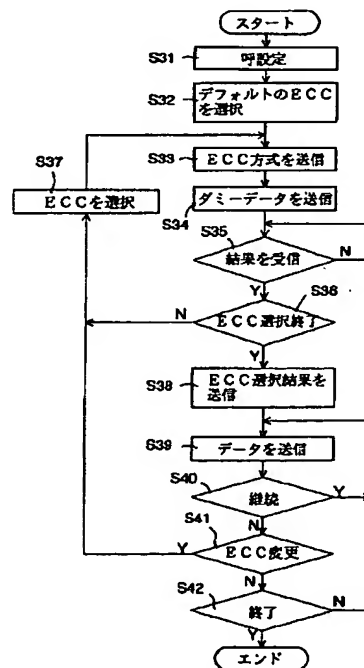 スタート
S31
呼設定
S32
デフォルトのECC
を選択
S37
ECCを選択
S33
ECC方式を送信
S34
ダミーデータを送信
S35
結果を受信
N
Y
S36
ECC選択終了
N
Y
S38
ECC選択結果を
送信
S39
データを送信
S40
継続
Y
N
S41
ECC変更
Y
N
S42
終了
N
Y
エンド